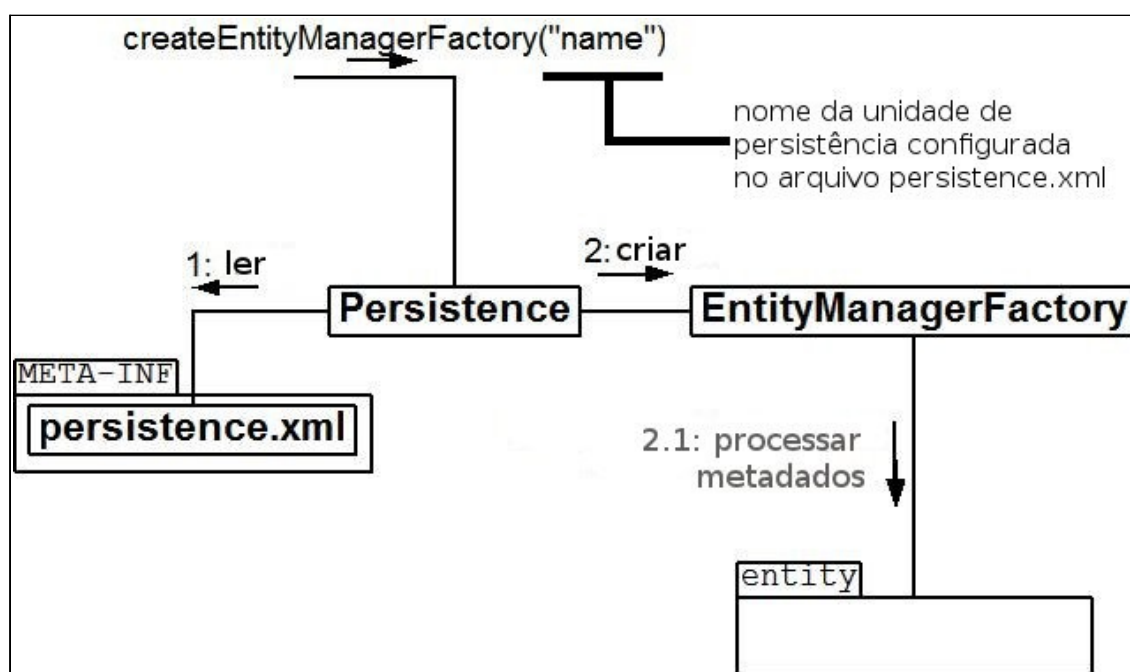 createEntityManagerFactory("name")
nome da unidade de
persistência configurada
no arquivo persistence.xml
1: ler
2: criar
Persistence
EntityManagerFactory
META-INF
persistence.xml
2.1: processar
metadados
entity